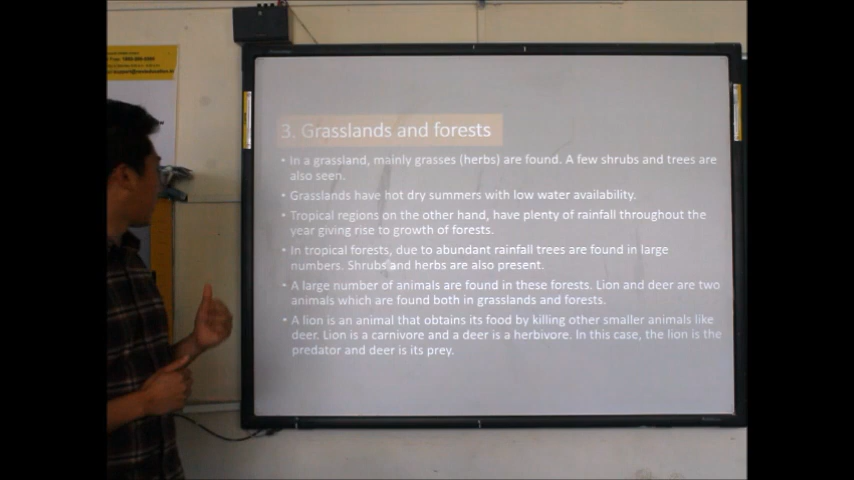 3. Grasslands and forests
• In a grassland, mainly grasses (herbs) are found. A few shrubs and trees are
also seen.
• Grasslands have hot dry summers with low water availability.
• Tropical regions on the other hand, have plenty of rainfall throughout the
year giving rise to growth of forests.
• In tropical forests, due to abundant rainfall trees are found in large
numbers. Shrubs and herbs are also present.
• A large number of animals are found in these forests. Lion and deer are two
animals which are found both in grasslands and forests.
• A lion is an animal that obtains its food by killing other smaller animals like
deer. Lion is a carnivore and a deer is a herbivore. In this case, the lion is the
predator and deer is its prey.